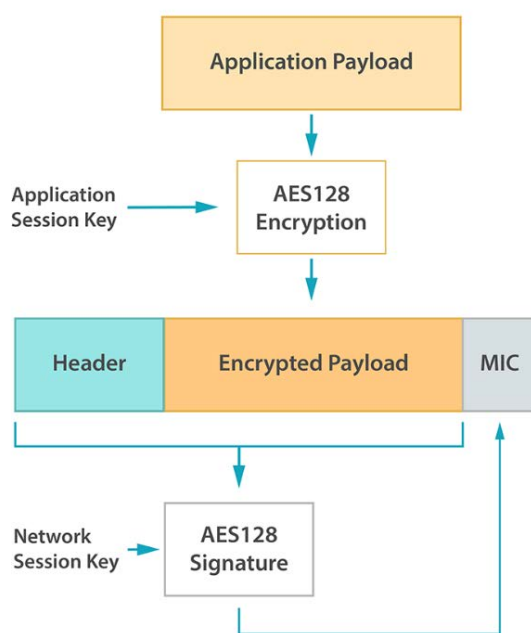 Application Payload
Application
Session Key
AES128
Encryption
Header
Encrypted Payload
MIC
Network
Session Key
AES128
Signature